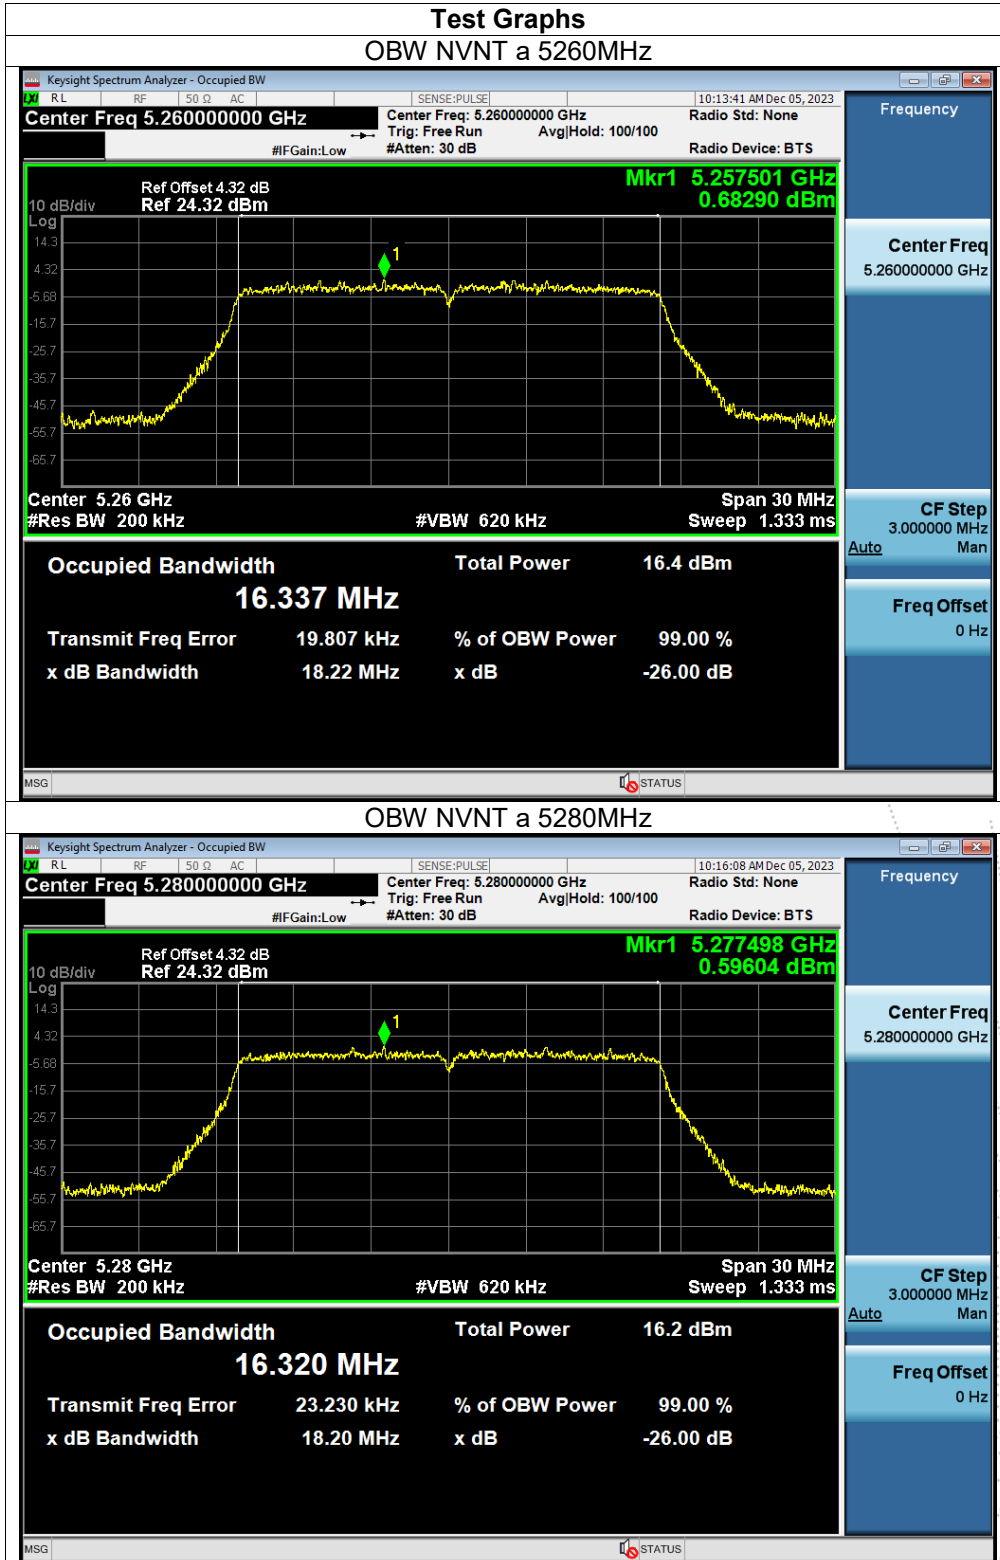 Test Graphs
OBW NVNT a 5260MHz
Keysight Spectrum Analyzer - Occupied BW
LXI RL RF 50 Ω AC SENSE:PULSE 10:13:41 AM Dec 05, 2023
Center Freq 5.260000000 GHz Center Freq: 5.260000000 GHz Radio Std: None Frequency
Trig: Free Run Avg|Hold: 100/100
#IFGain:Low #Atten: 30 dB Radio Device: BTS
Mkr1 5.257501 GHz
Ref Offset 4.32 dB
10 dB/div Ref 24.32 dBm 0.68290 dBm
Log
14.3
4.32
-5.68
-15.7
-25.7
-35.7
-45.7
-55.7
-65.7
1
Center Freq
5.260000000 GHz
Center 5.26 GHz Span 30 MHz
#Res BW 200 kHz #VBW 620 kHz Sweep 1.333 ms
CF Step
3.000000 MHz
Auto Man
Occupied Bandwidth Total Power 16.4 dBm
16.337 MHz
Freq Offset
0 Hz
Transmit Freq Error 19.807 kHz % of OBW Power 99.00 %
x dB Bandwidth 18.22 MHz x dB -26.00 dB
MSG STATUS
OBW NVNT a 5280MHz
Keysight Spectrum Analyzer - Occupied BW
LXI RL RF 50 Ω AC SENSE:PULSE 10:16:08 AM Dec 05, 2023
Center Freq 5.280000000 GHz Center Freq: 5.280000000 GHz Radio Std: None Frequency
Trig: Free Run Avg|Hold: 100/100
#IFGain:Low #Atten: 30 dB Radio Device: BTS
Mkr1 5.277498 GHz
Ref Offset 4.32 dB
10 dB/div Ref 24.32 dBm 0.59604 dBm
Log
14.3
4.32
-5.68
-15.7
-25.7
-35.7
-45.7
-55.7
-65.7
1
Center Freq
5.280000000 GHz
Center 5.28 GHz Span 30 MHz
#Res BW 200 kHz #VBW 620 kHz Sweep 1.333 ms
CF Step
3.000000 MHz
Auto Man
Occupied Bandwidth Total Power 16.2 dBm
16.320 MHz
Freq Offset
0 Hz
Transmit Freq Error 23.230 kHz % of OBW Power 99.00 %
x dB Bandwidth 18.20 MHz x dB -26.00 dB
MSG STATUS